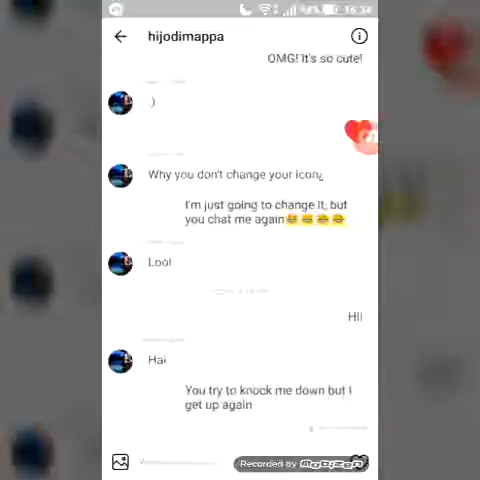 hijodimappa
OMG! It's so cute!
:)
Why you don't change your icon¿
I'm just going to change it, but
you chat me again
Lool
HII
Hai
You try to knock me down but I
get up again
Recorded by mobizen